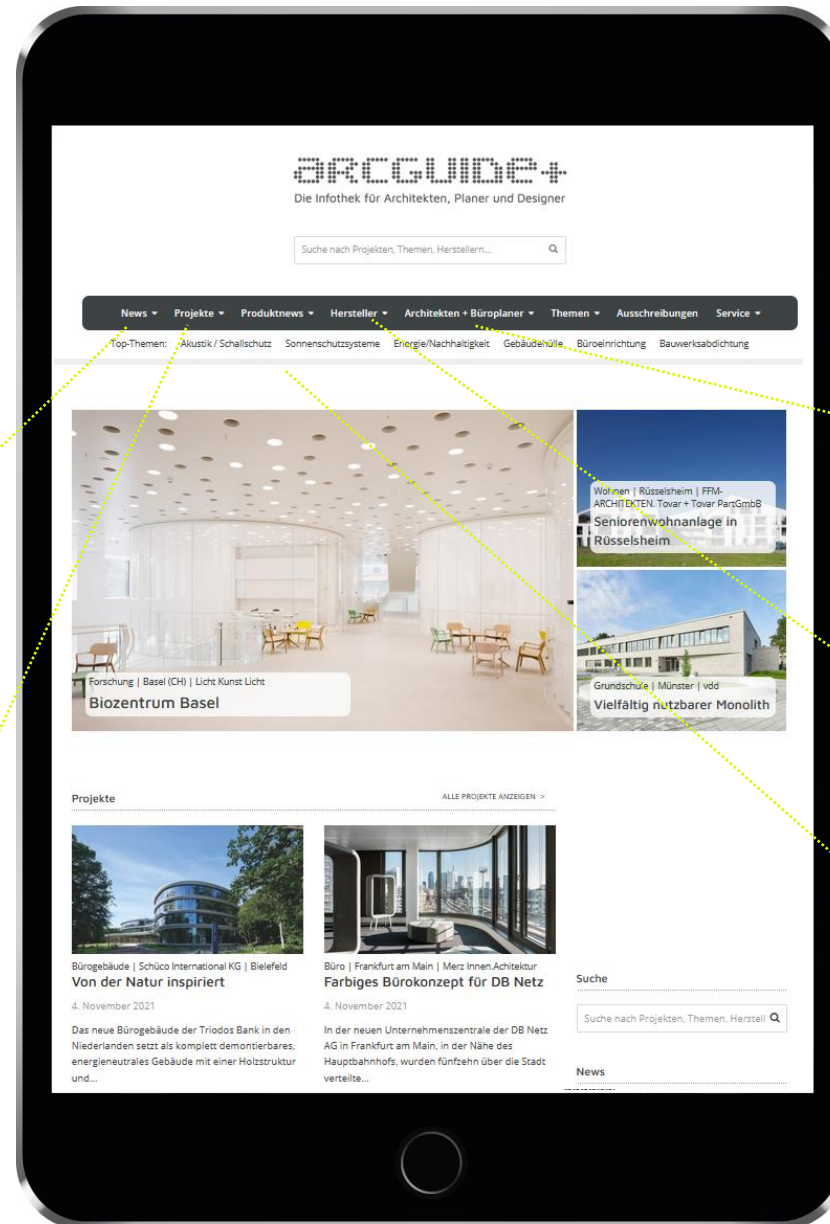 arcguide+
Die Infothek für Architekten, Planer und Designer
Suche nach Projekten, Themen, Herstellern...
News Projekte Produktnews Hersteller Architekten + Büroplaner Themen Ausschreibungen Service
Top-Themen: Akustik / Schallschutz Sonnenschutzsysteme Energie/Nachhaltigkeit Gebäudehülle Büroeinrichtung Bauwerksabdichtung
Forschung | Basel (CH) | Licht Kunst Licht
Biozentrum Basel
Wohnen | Rüsselsheim | FFM-
ARCHITEKTEN. Tovar + Tovar PartGmbB
Seniorenwohnanlage in
Rüsselsheim
Grundschule | Münster | vdd
Vielfältig nutzbarer Monolith
Projekte
ALLE PROJEKTE ANZEIGEN >
Bürogebäude | Schüco International KG | Bielefeld
Von der Natur inspiriert
4. November 2021
Das neue Bürogebäude der Triodos Bank in den
Niederlanden setzt als komplett demontierbares,
energieneutrales Gebäude mit einer Holzstruktur
und...
Büro | Frankfurt am Main | Merz Innen.Achitektur
Farbiges Bürokonzept für DB Netz
4. November 2021
In der neuen Unternehmenszentrale der DB Netz
AG in Frankfurt am Main, in der Nähe des
Hauptbahnhofs, wurden fünfzehn über die Stadt
verteilte...
Suche
Suche nach Projekten, Themen, Herstell
News